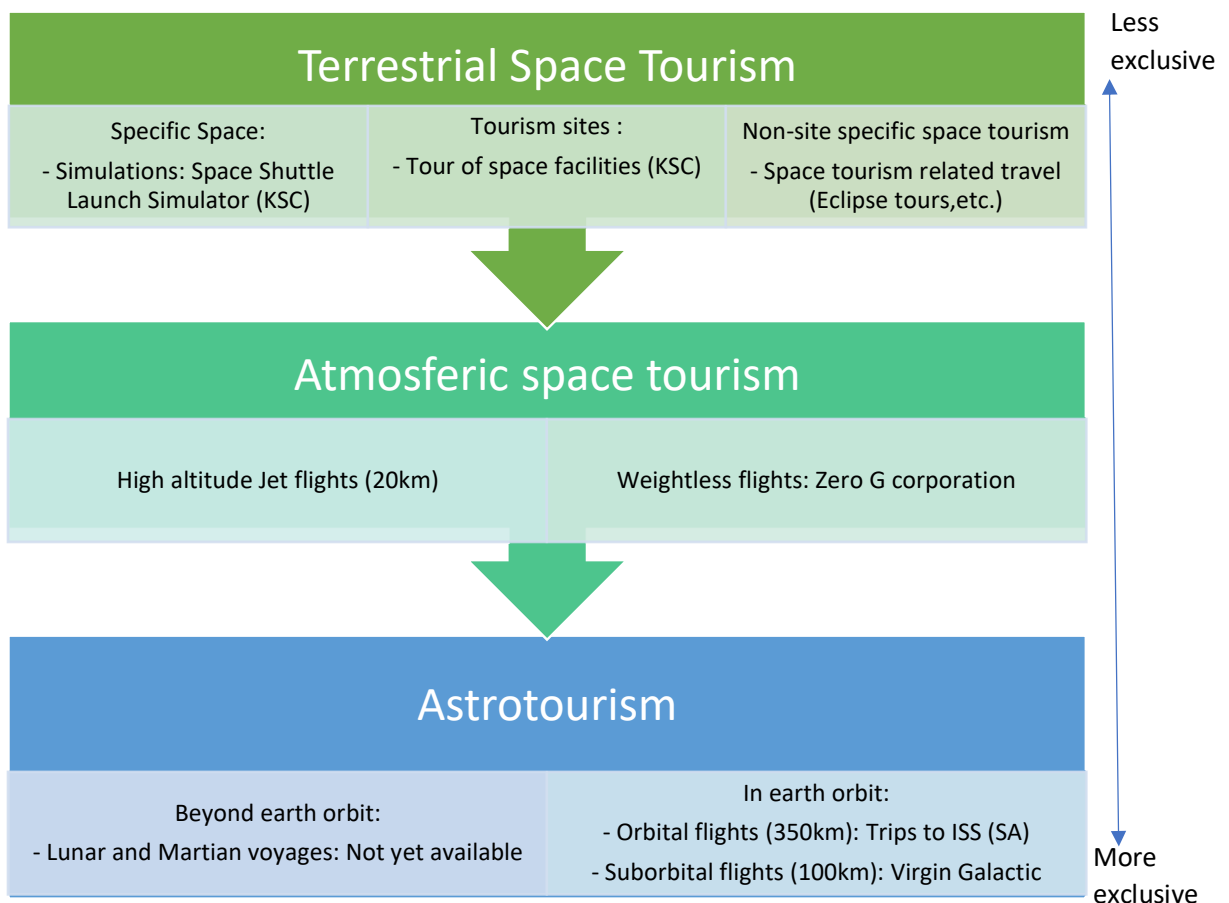 Less
exclusive
Terrestrial Space Tourism
Specific Space:
- Simulations: Space Shuttle
Launch Simulator (KSC)
Tourism sites :
- Tour of space facilities (KSC)
Non-site specific space tourism
- Space tourism related travel
(Eclipse tours,etc.)
Atmosferic space tourism
High altitude Jet flights (20km)
Weightless flights: Zero G corporation
Astrotourism
Beyond earth orbit:
- Lunar and Martian voyages: Not yet available
In earth orbit:
- Orbital flights (350km): Trips to ISS (SA)
- Suborbital flights (100km): Virgin Galactic
More
exclusive